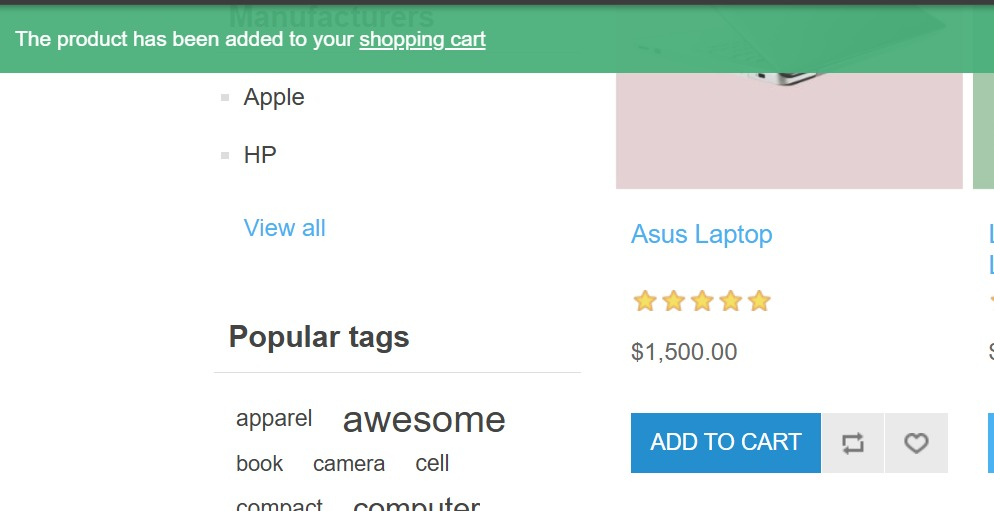 Manufacturers
The product has been added to your shopping cart
Apple
HP
View all
Popular tags
apparel awesome
book camera cell
compact computer
Asus Laptop
$1,500.00
ADD TO CART